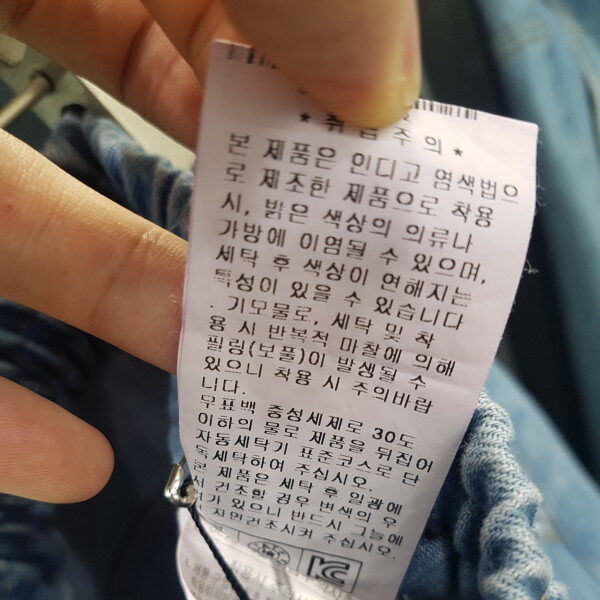 ★ 취급주의 ★
본 제품은 인디고 염색법으
로 제조한 제품으로 착용
시, 밝은 색상의 의류나
가방에 이염될 수 있으며,
세탁 후 색상이 연해지는
특성이 있을 수 있습니다
. 기모물로, 세탁 및 착
용 시 반복적 마찰에 의해
필링(보풀)이 발생될 수
있으니 착용 시 주의바랍
니다.
무표백 중성세제로 30도
이하의 물로 제품을 뒤집어
자동세탁기 표준코스로 단
독세탁하여 주십시오.
본 제품은 세탁 후 일광에
서 건조할 경우 변색의 우
려가 있으니 반드시 그늘에
자연건조시켜 주십시오.